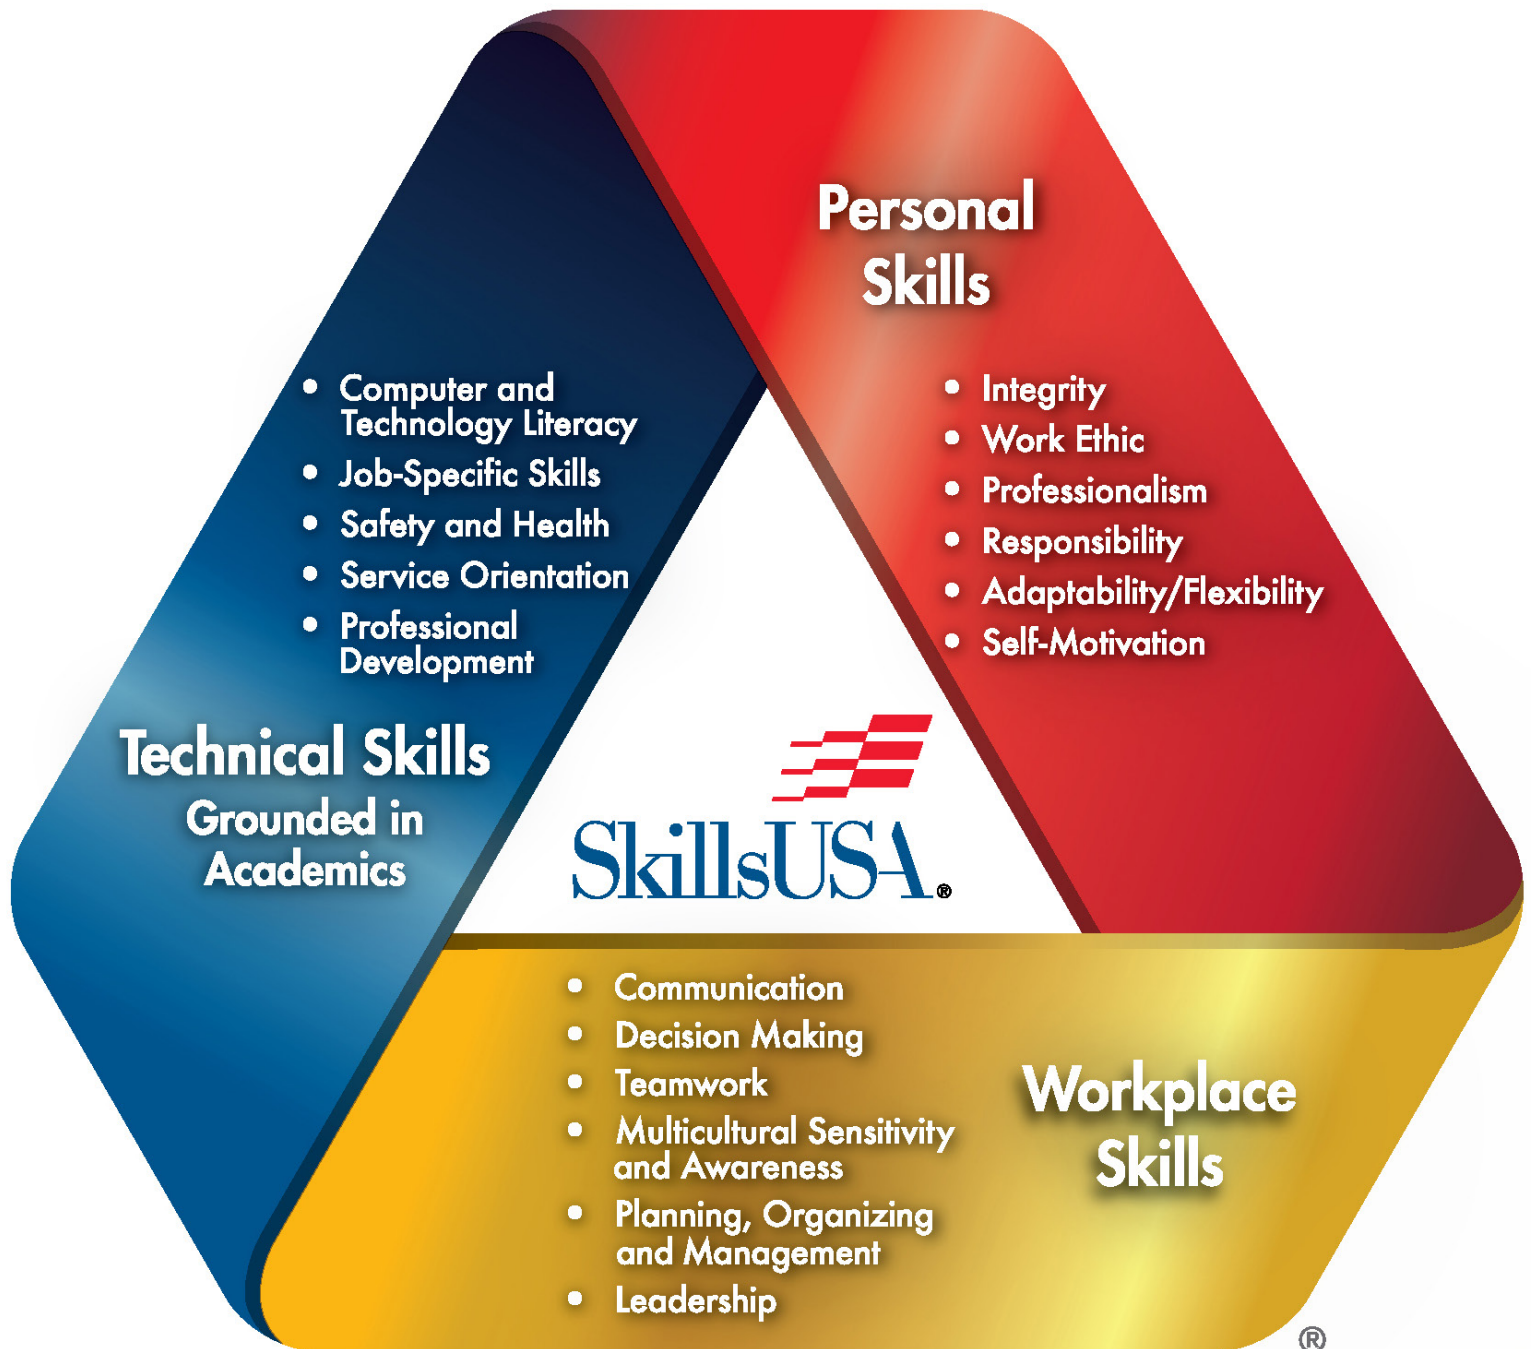 Personal
Skills
• Integrity
• Work Ethic
• Professionalism
• Responsibility
• Adaptability/Flexibility
• Self-Motivation
• Computer and
Technology Literacy
• Job-Specific Skills
• Safety and Health
• Service Orientation
• Professional
Development
Technical Skills
Grounded in
Academics
SkillsUSA®
• Communication
• Decision Making
• Teamwork
• Multicultural Sensitivity
and Awareness
• Planning, Organizing
and Management
• Leadership
Workplace
Skills
®